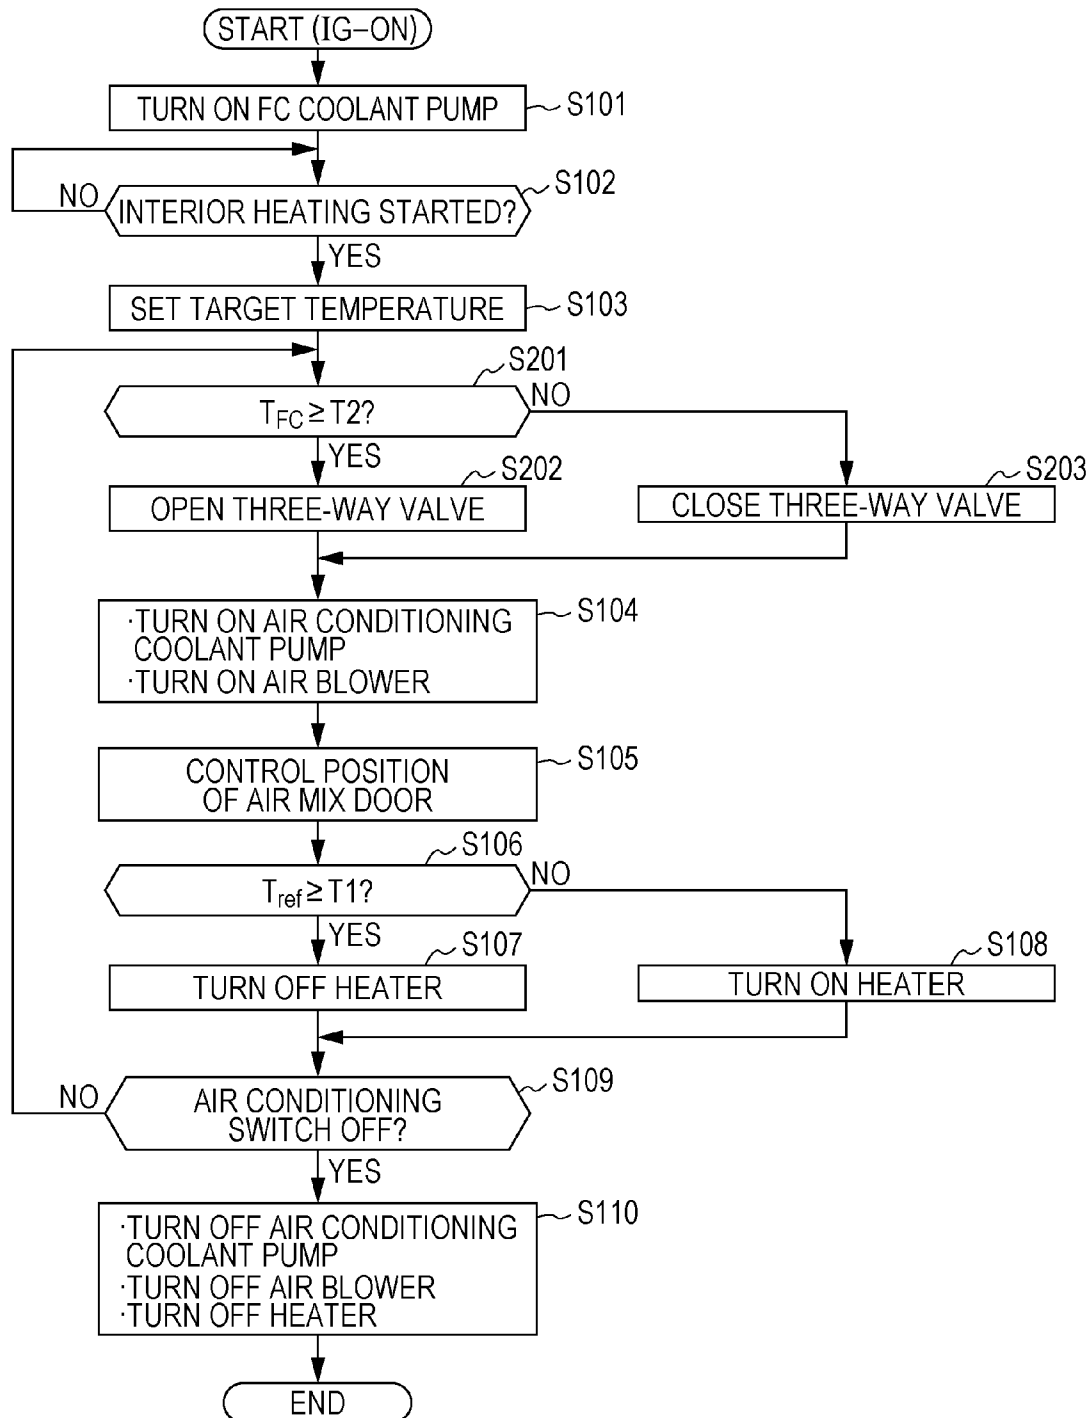 START (IG-ON)
TURN ON FC COOLANT PUMP
S101
S102
NO
INTERIOR HEATING STARTED?
YES
SET TARGET TEMPERATURE
S103
S201
NO
TFC ≥ T2?
YES
S202
S203
OPEN THREE-WAY VALVE
CLOSE THREE-WAY VALVE
·TURN ON AIR CONDITIONING
COOLANT PUMP
·TURN ON AIR BLOWER
S104
CONTROL POSITION
OF AIR MIX DOOR
S105
S106
NO
Tref ≥ T1?
YES
S107
S108
TURN OFF HEATER
TURN ON HEATER
S109
NO
AIR CONDITIONING
SWITCH OFF?
YES
·TURN OFF AIR CONDITIONING
COOLANT PUMP
·TURN OFF AIR BLOWER
·TURN OFF HEATER
S110
END